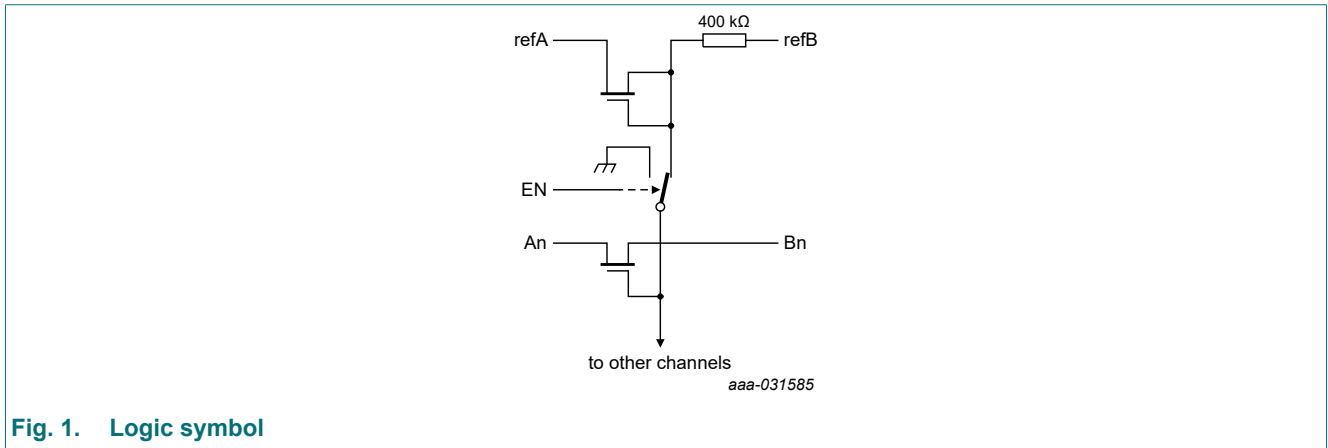 400 kΩ
refA
refB
EN
An
Bn
to other channels
aaa-031585
Fig. 1. Logic symbol